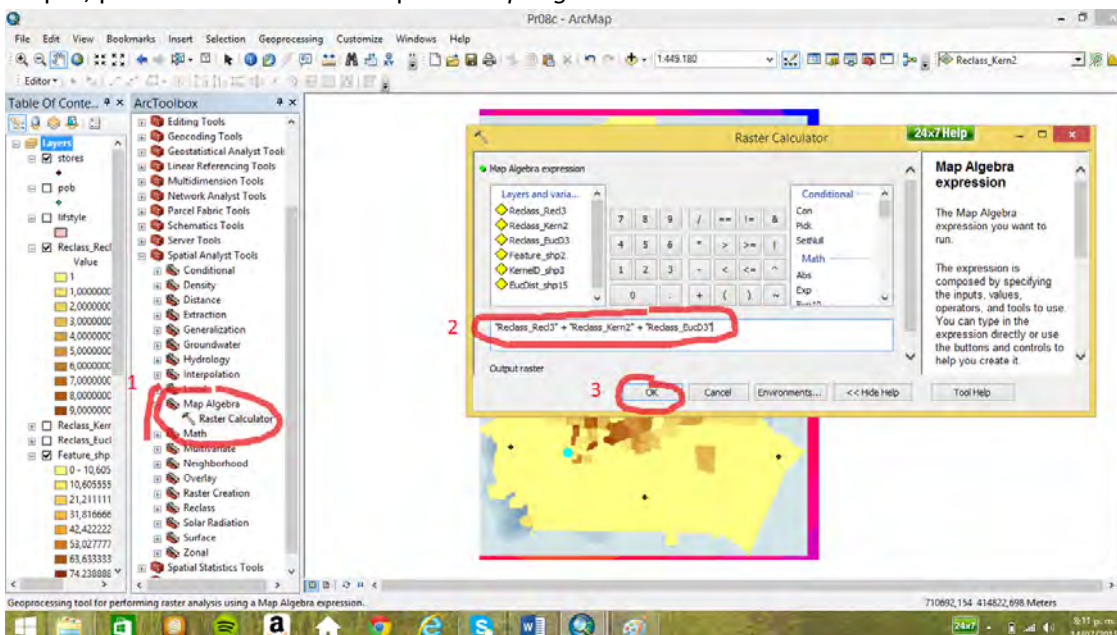 Pr08c - ArcMap
File Edit View Bookmarks Insert Selection Geoprocessing Customize Windows Help
1:449.180
Reclass_Kern2
Editor
Table Of Conte...
Layers
stores
pob
lifstyle
Reclass_Recl
Value
1
1,0000000
2,0000000
3,0000000
4,0000000
5,0000000
6,0000000
7,0000000
8,0000000
9,0000000
Reclass_Kerr
Reclass_Eucl
Feature_shp
0 - 10,605
10,605555
21,211111
31,816666
42,422222
53,027777
63,633333
74,238888
ArcToolbox
Editing Tools
Geocoding Tools
Geostatistical Analyst Tools
Linear Referencing Tools
Multidimension Tools
Network Analyst Tools
Parcel Fabric Tools
Schematics Tools
Server Tools
Spatial Analyst Tools
Conditional
Density
Distance
Extraction
Generalization
Groundwater
Hydrology
Interpolation
Local
1
Map Algebra
Raster Calculator
Math
Multivariate
Neighborhood
Overlay
Raster Creation
Reclass
Solar Radiation
Surface
Zonal
Spatial Statistics Tools
Raster Calculator
24x7 Help
Map Algebra expression
Layers and varia...
Reclass_Recl3
Reclass_Kern2
Reclass_EucD3
Feature_shp2
KernelD_shp3
EucDist_shp15
7 8 9 / == != &
4 5 6 * > >= |
1 2 3 - < <= ^
0 . + ( ) ~
Conditional
Con
Pick
SetNull
Math
Abs
Exp
2
"Reclass_Recl3" + "Reclass_Kern2" + "Reclass_EucD3"
Output raster
3
OK Cancel Environments... << Hide Help Tool Help
Map Algebra
expression
The Map Algebra
expression you want to
run.
The expression is
composed by specifying
the inputs, values,
operators, and tools to use.
You can type in the
expression directly or use
the buttons and controls to
help you create it.
Geoprocessing tool for performing raster analysis using a Map Algebra expression.
710692,154 414822,698 Meters
24x7
8:11 p. m.